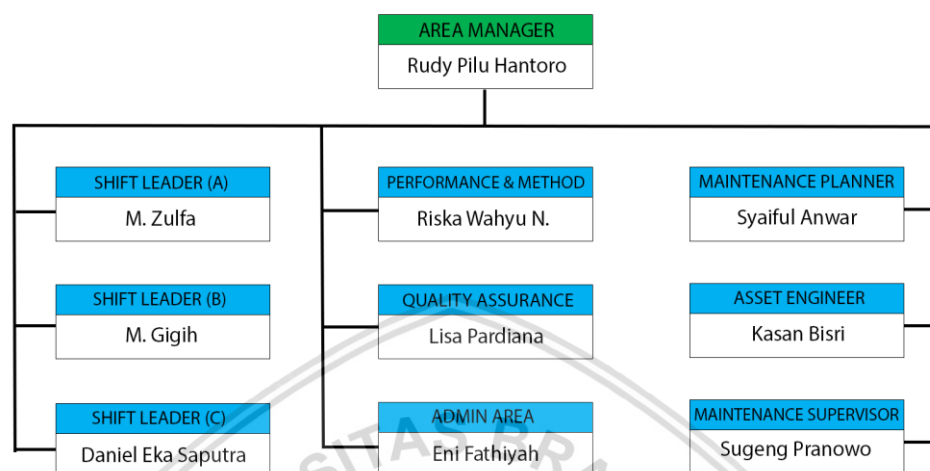 AREA MANAGER
Rudy Pilu Hantoro
SHIFT LEADER (A)
M. Zulfa
PERFORMANCE & METHOD
Riska Wahyu N.
MAINTENANCE PLANNER
Syaiful Anwar
SHIFT LEADER (B)
M. Gigih
QUALITY ASSURANCE
Lisa Pardiana
ASSET ENGINEER
Kasan Bisri
SHIFT LEADER (C)
Daniel Eka Saputra
ADMIN AREA
Eni Fathiyah
MAINTENANCE SUPERVISOR
Sugeng Pranowo